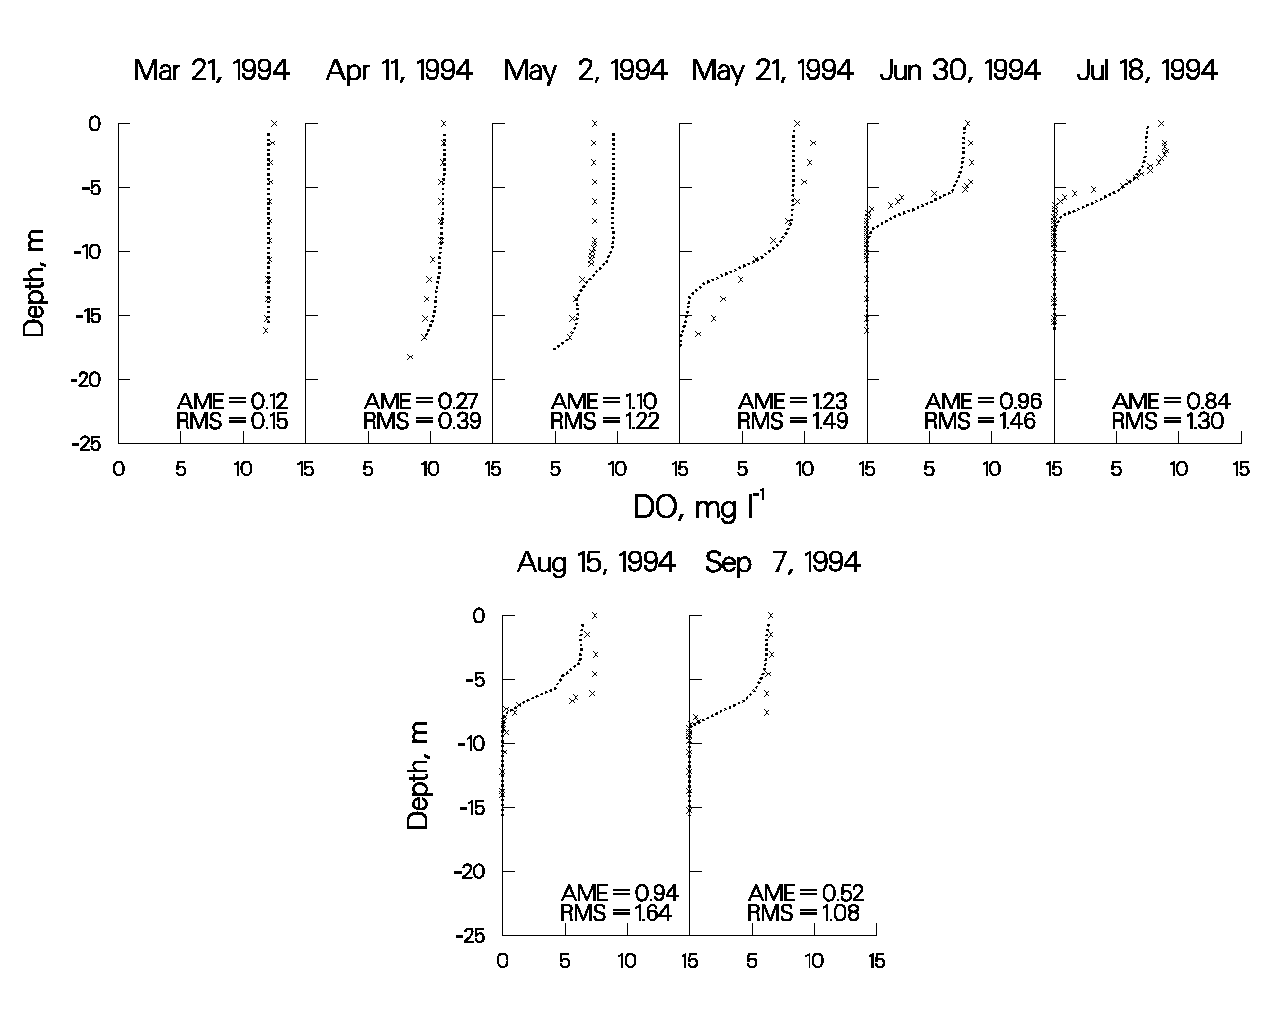 Mar 21, 1994 Apr 11, 1994 May 2, 1994 May 21, 1994 Jun 30, 1994 Jul 18, 1994
0
-5
-10
-15
-20
-25
Depth, m
AME = 0.12 AME = 0.27 AME = 1.10 AME = 1.23 AME = 0.96 AME = 0.84
RMS = 0.15 RMS = 0.39 RMS = 1.22 RMS = 1.49 RMS = 1.46 RMS = 1.30
0 5 10 15 5 10 15 5 10 15 5 10 15 5 10 15 5 10 15
DO, mg l⁻¹
Aug 15, 1994 Sep 7, 1994
0
-5
-10
-15
-20
-25
Depth, m
AME = 0.94 AME = 0.52
RMS = 1.64 RMS = 1.08
0 5 10 15 5 10 15